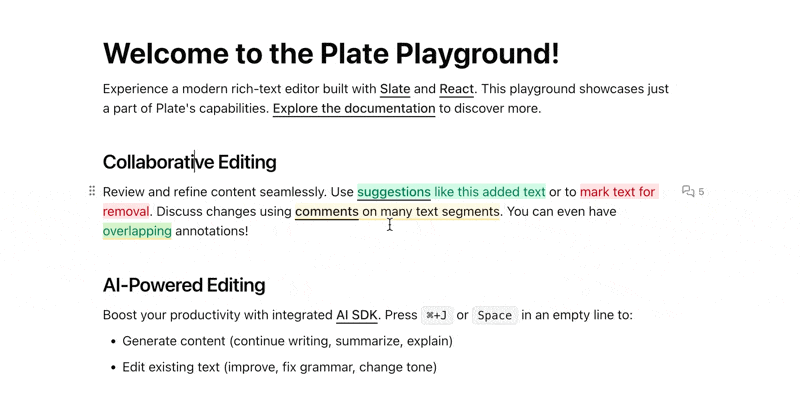 Welcome to the Plate Playground!
Experience a modern rich-text editor built with Slate and React. This playground showcases just
a part of Plate's capabilities. Explore the documentation to discover more.
Collaborative Editing
Review and refine content seamlessly. Use suggestions like this added text or to mark text for
5
removal. Discuss changes using comments on many text segments. You can even have
overlapping annotations!
AI-Powered Editing
Boost your productivity with integrated AI SDK. Press ⌘+J or Space in an empty line to:
• Generate content (continue writing, summarize, explain)
• Edit existing text (improve, fix grammar, change tone)